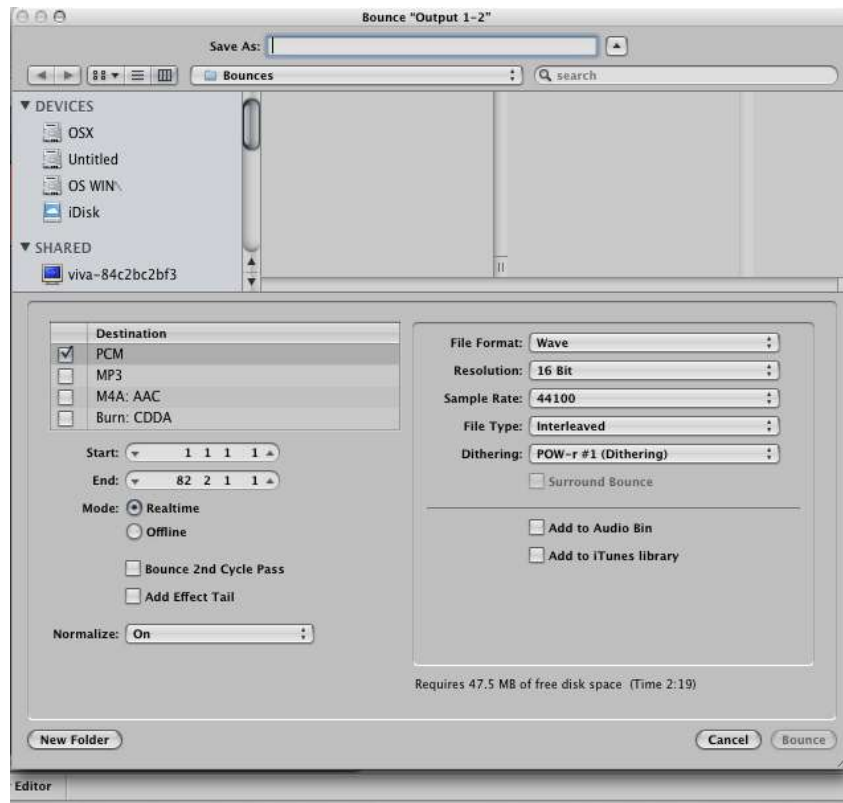 Bounce "Output 1-2"
Save As:
Bounces
search
DEVICES
OSX
Untitled
OS WIN
iDisk
SHARED
viva-84c2bc2bf3
Destination
PCM
MP3
M4A: AAC
Burn: CDDA
Start: 1 1 1 1
End: 82 2 1 1
Mode: Realtime
Offline
Bounce 2nd Cycle Pass
Add Effect Tail
Normalize: On
File Format: Wave
Resolution: 16 Bit
Sample Rate: 44100
File Type: Interleaved
Dithering: POW-r #1 (Dithering)
Surround Bounce
Add to Audio Bin
Add to iTunes library
Requires 47.5 MB of free disk space (Time 2:19)
New Folder
Cancel
Bounce
Editor